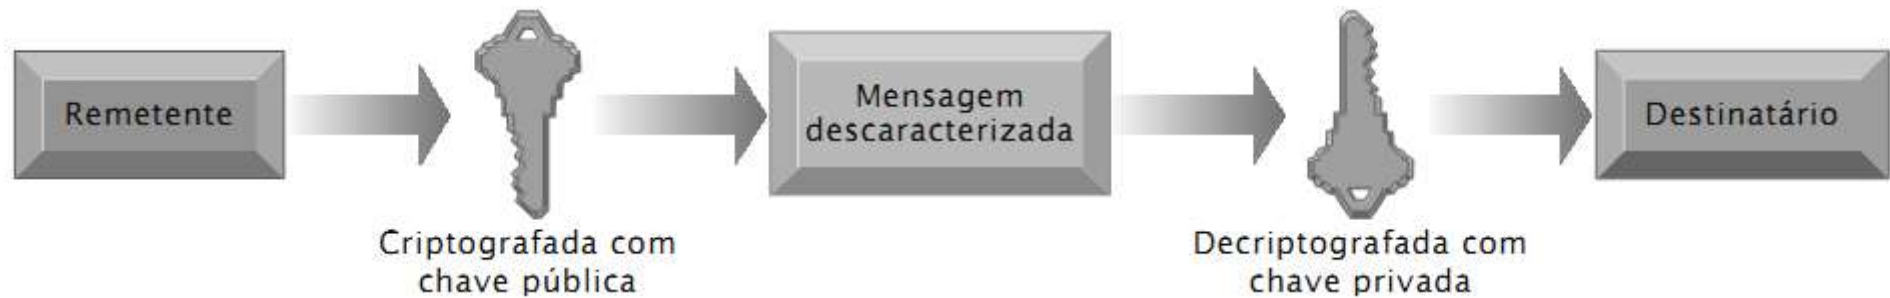 Remetente
Criptografada com
chave pública
Mensagem
descaracterizada
Decriptografada com
chave privada
Destinatário